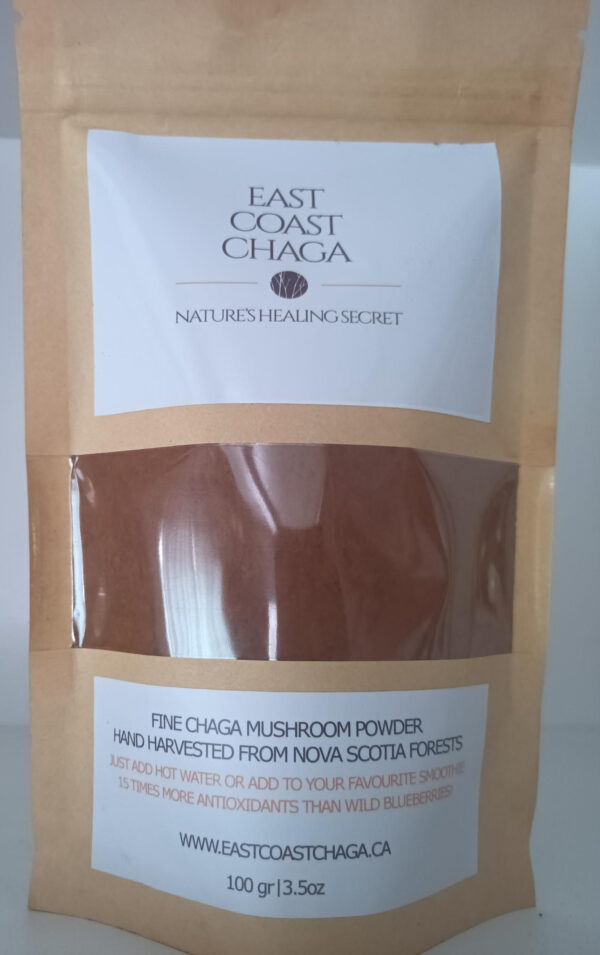 EAST
COAST
CHAGA
NATURE'S HEALING SECRET
FINE CHAGA MUSHROOM POWDER
HAND HARVESTED FROM NOVA SCOTIA FORESTS
JUST ADD HOT WATER OR ADD TO YOUR FAVOURITE SMOOTHIE
15 TIMES MORE ANTIOXIDANTS THAN WILD BLUEBERRIES!
WWW.EASTCOASTCHAGA.CA
100 gr|3.5oz